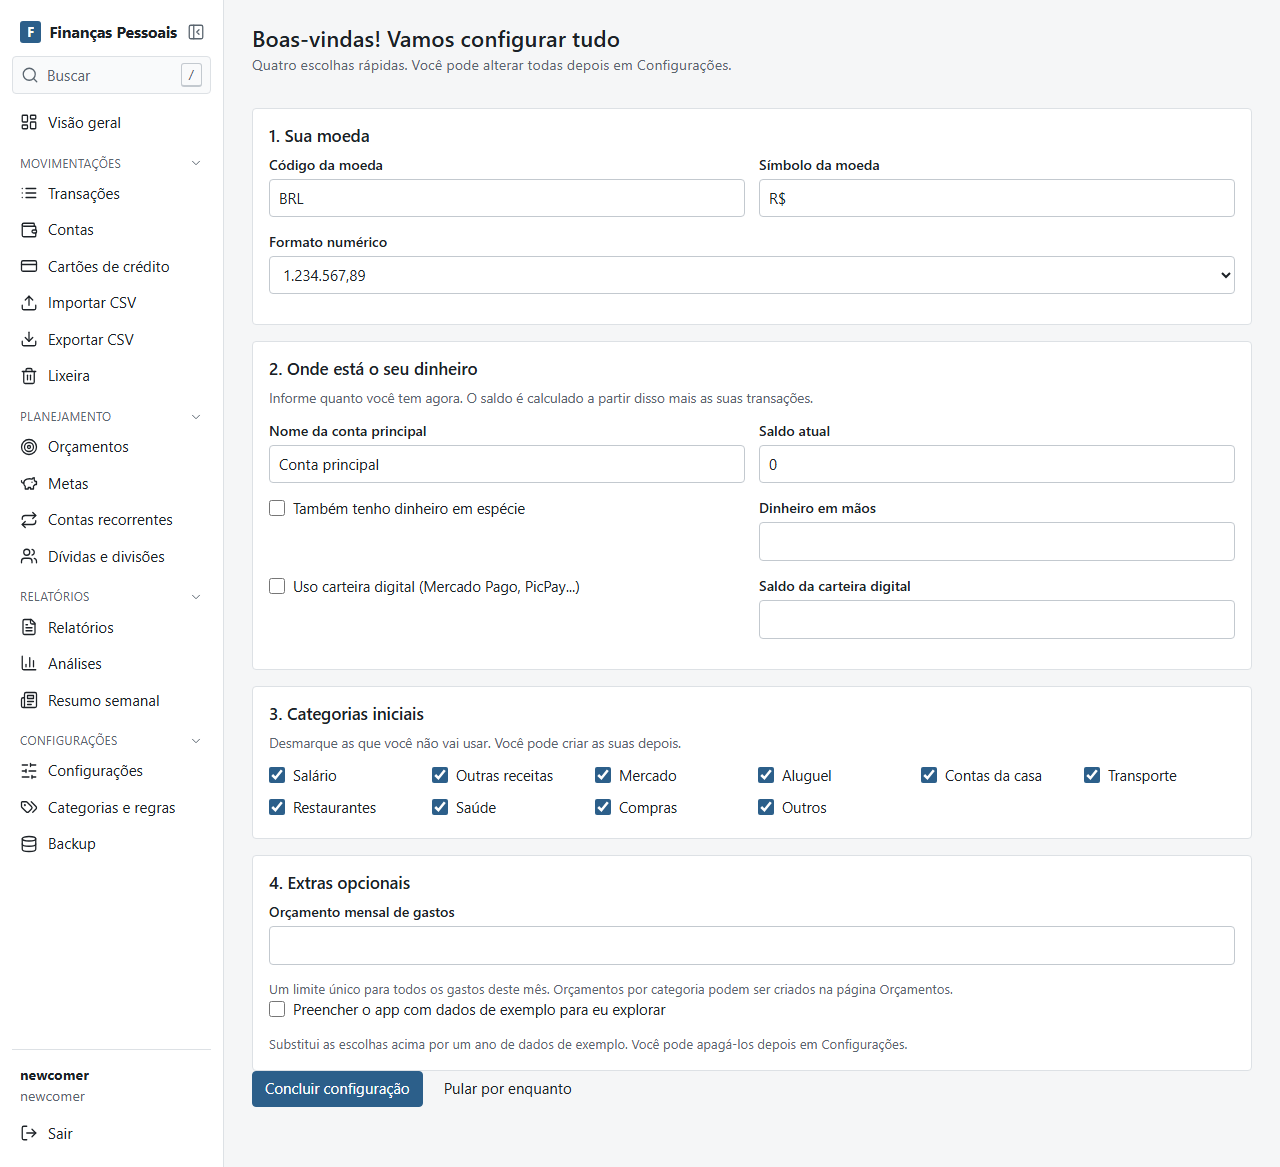 F Finanças Pessoais
Buscar /
Visão geral
MOVIMENTAÇÕES
Transações
Contas
Cartões de crédito
Importar CSV
Exportar CSV
Lixeira
PLANEJAMENTO
Orçamentos
Metas
Contas recorrentes
Dívidas e divisões
RELATÓRIOS
Relatórios
Análises
Resumo semanal
CONFIGURAÇÕES
Configurações
Categorias e regras
Backup
newcomer
newcomer
Sair
Boas-vindas! Vamos configurar tudo
Quatro escolhas rápidas. Você pode alterar todas depois em Configurações.
1. Sua moeda
Código da moeda Símbolo da moeda
BRL R$
Formato numérico
1.234.567,89
2. Onde está o seu dinheiro
Informe quanto você tem agora. O saldo é calculado a partir disso mais as suas transações.
Nome da conta principal Saldo atual
Conta principal 0
Também tenho dinheiro em espécie Dinheiro em mãos
Uso carteira digital (Mercado Pago, PicPay...) Saldo da carteira digital
3. Categorias iniciais
Desmarque as que você não vai usar. Você pode criar as suas depois.
Salário Outras receitas Mercado Aluguel Contas da casa Transporte
Restaurantes Saúde Compras Outros
4. Extras opcionais
Orçamento mensal de gastos
Um limite único para todos os gastos deste mês. Orçamentos por categoria podem ser criados na página Orçamentos.
Preencher o app com dados de exemplo para eu explorar
Substitui as escolhas acima por um ano de dados de exemplo. Você pode apagá-los depois em Configurações.
Concluir configuração Pular por enquanto